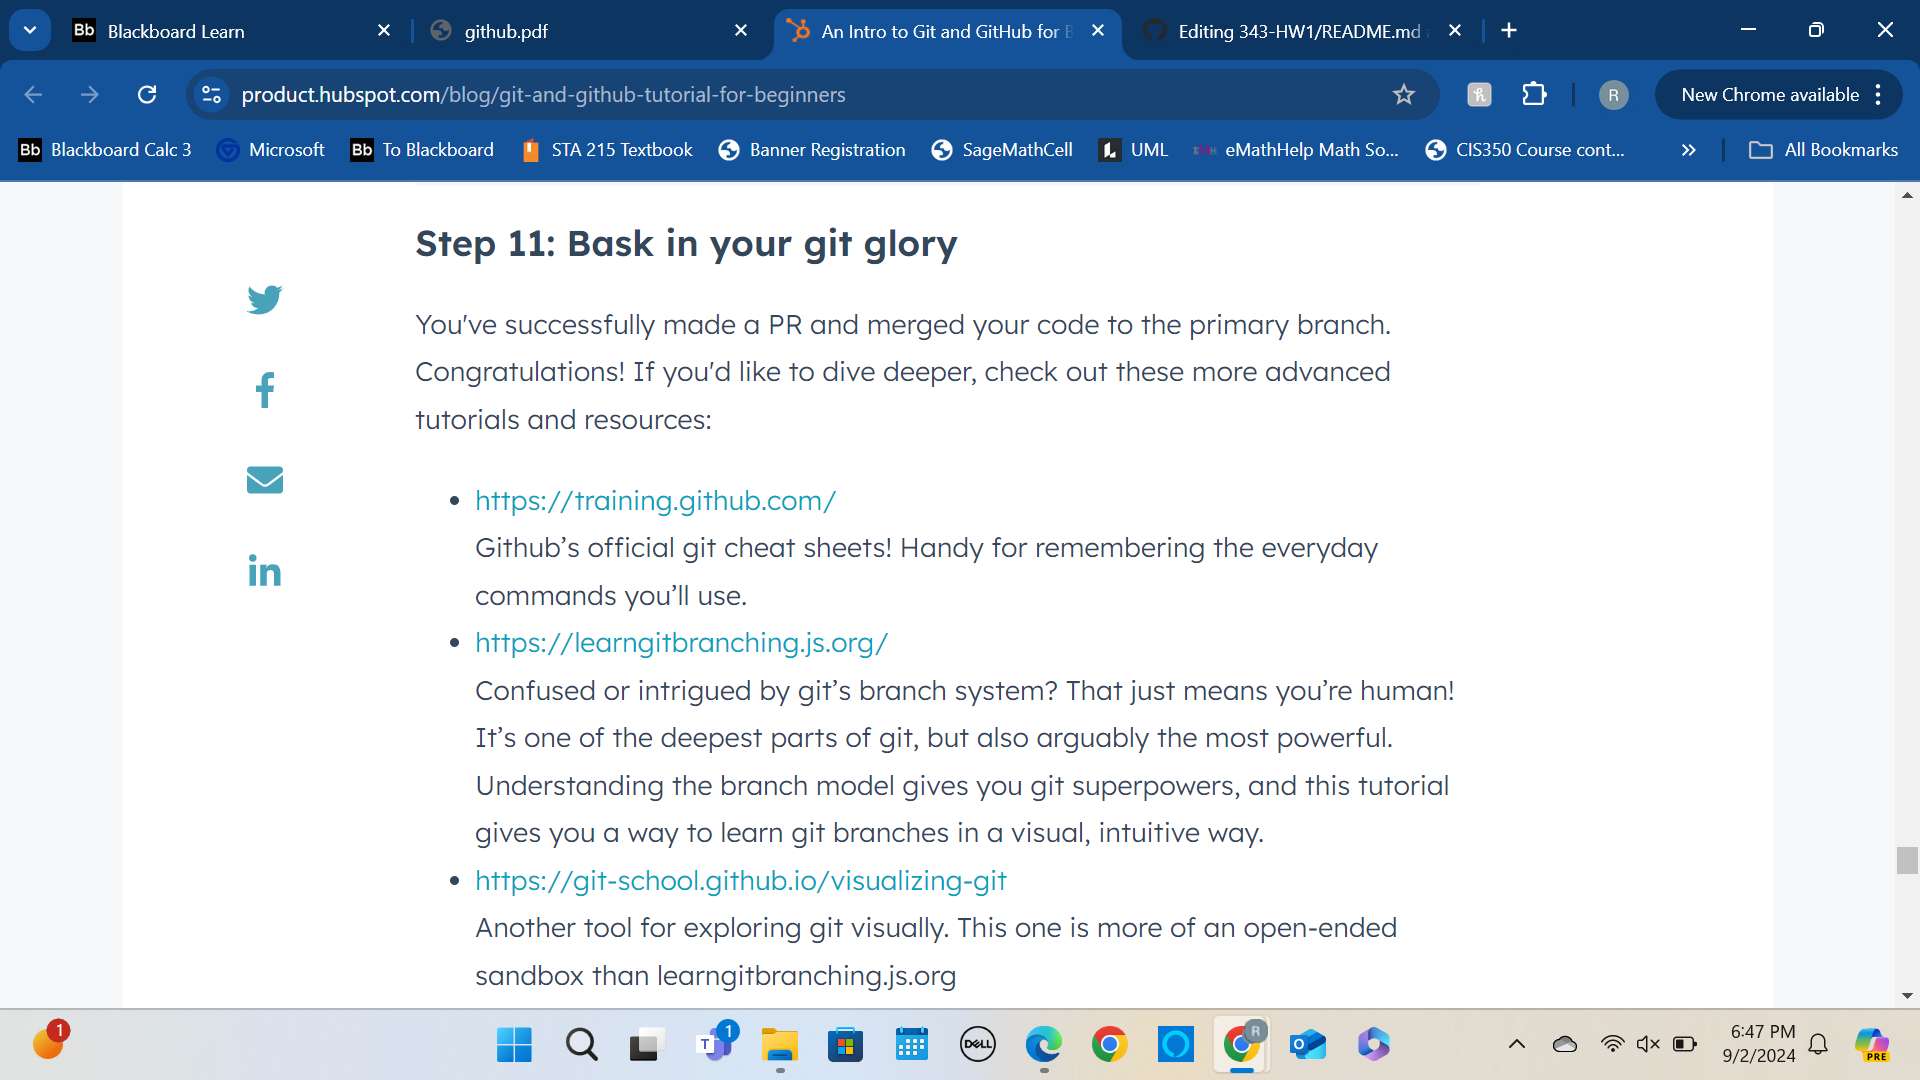 Bb Blackboard Learn
github.pdf
An Intro to Git and GitHub for B
Editing 343-HW1/README.md
product.hubspot.com/blog/git-and-github-tutorial-for-beginners
R
New Chrome available
Bb Blackboard Calc 3
Microsoft
Bb To Blackboard
STA 215 Textbook
Banner Registration
SageMathCell
UML
eMathHelp Math So...
CIS350 Course cont...
All Bookmarks
Step 11: Bask in your git glory
You've successfully made a PR and merged your code to the primary branch.
Congratulations! If you'd like to dive deeper, check out these more advanced
tutorials and resources:
https://training.github.com/
Github’s official git cheat sheets! Handy for remembering the everyday
commands you’ll use.
https://learngitbranching.js.org/
Confused or intrigued by git’s branch system? That just means you’re human!
It’s one of the deepest parts of git, but also arguably the most powerful.
Understanding the branch model gives you git superpowers, and this tutorial
gives you a way to learn git branches in a visual, intuitive way.
https://git-school.github.io/visualizing-git
Another tool for exploring git visually. This one is more of an open-ended
sandbox than learngitbranching.js.org
1
T
1
DELL
R
6:47 PM
9/2/2024
PRE